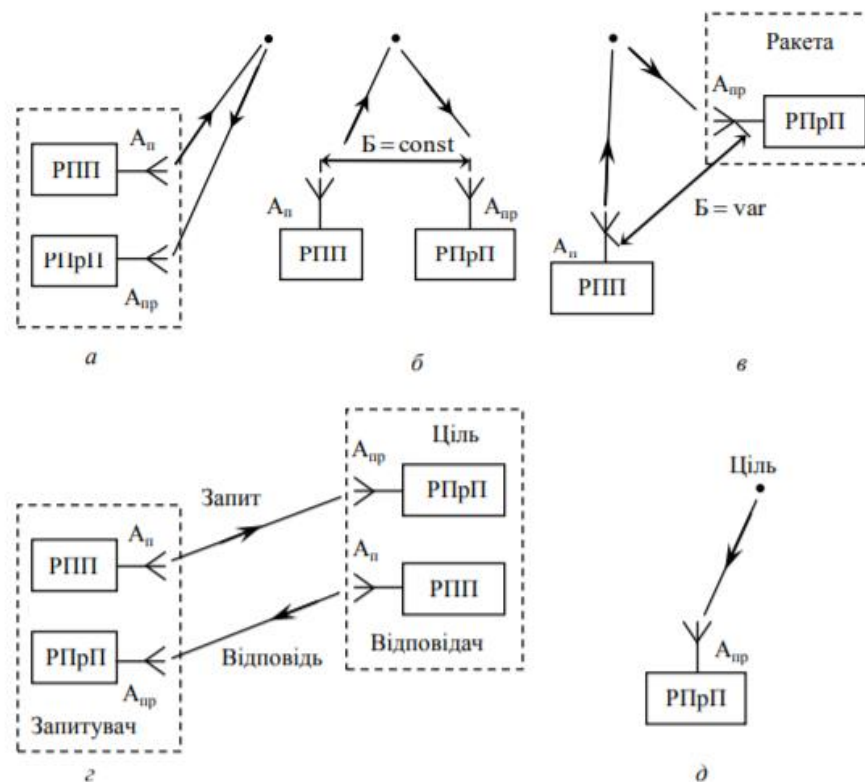 Ракета
Aп
РПП
РПрП
Aпр
Б = const
Aп
Aпр
РПП
РПрП
Aпр
РПрП
Б = var
Aп
РПП
а
б
в
Ціль
Aпр
РПрП
Запит
Aп
РПП
Aп
РПП
РПрП
Aпр
Відповідь
Відповідач
Запитувач
г
Ціль
Aпр
РПрП
д